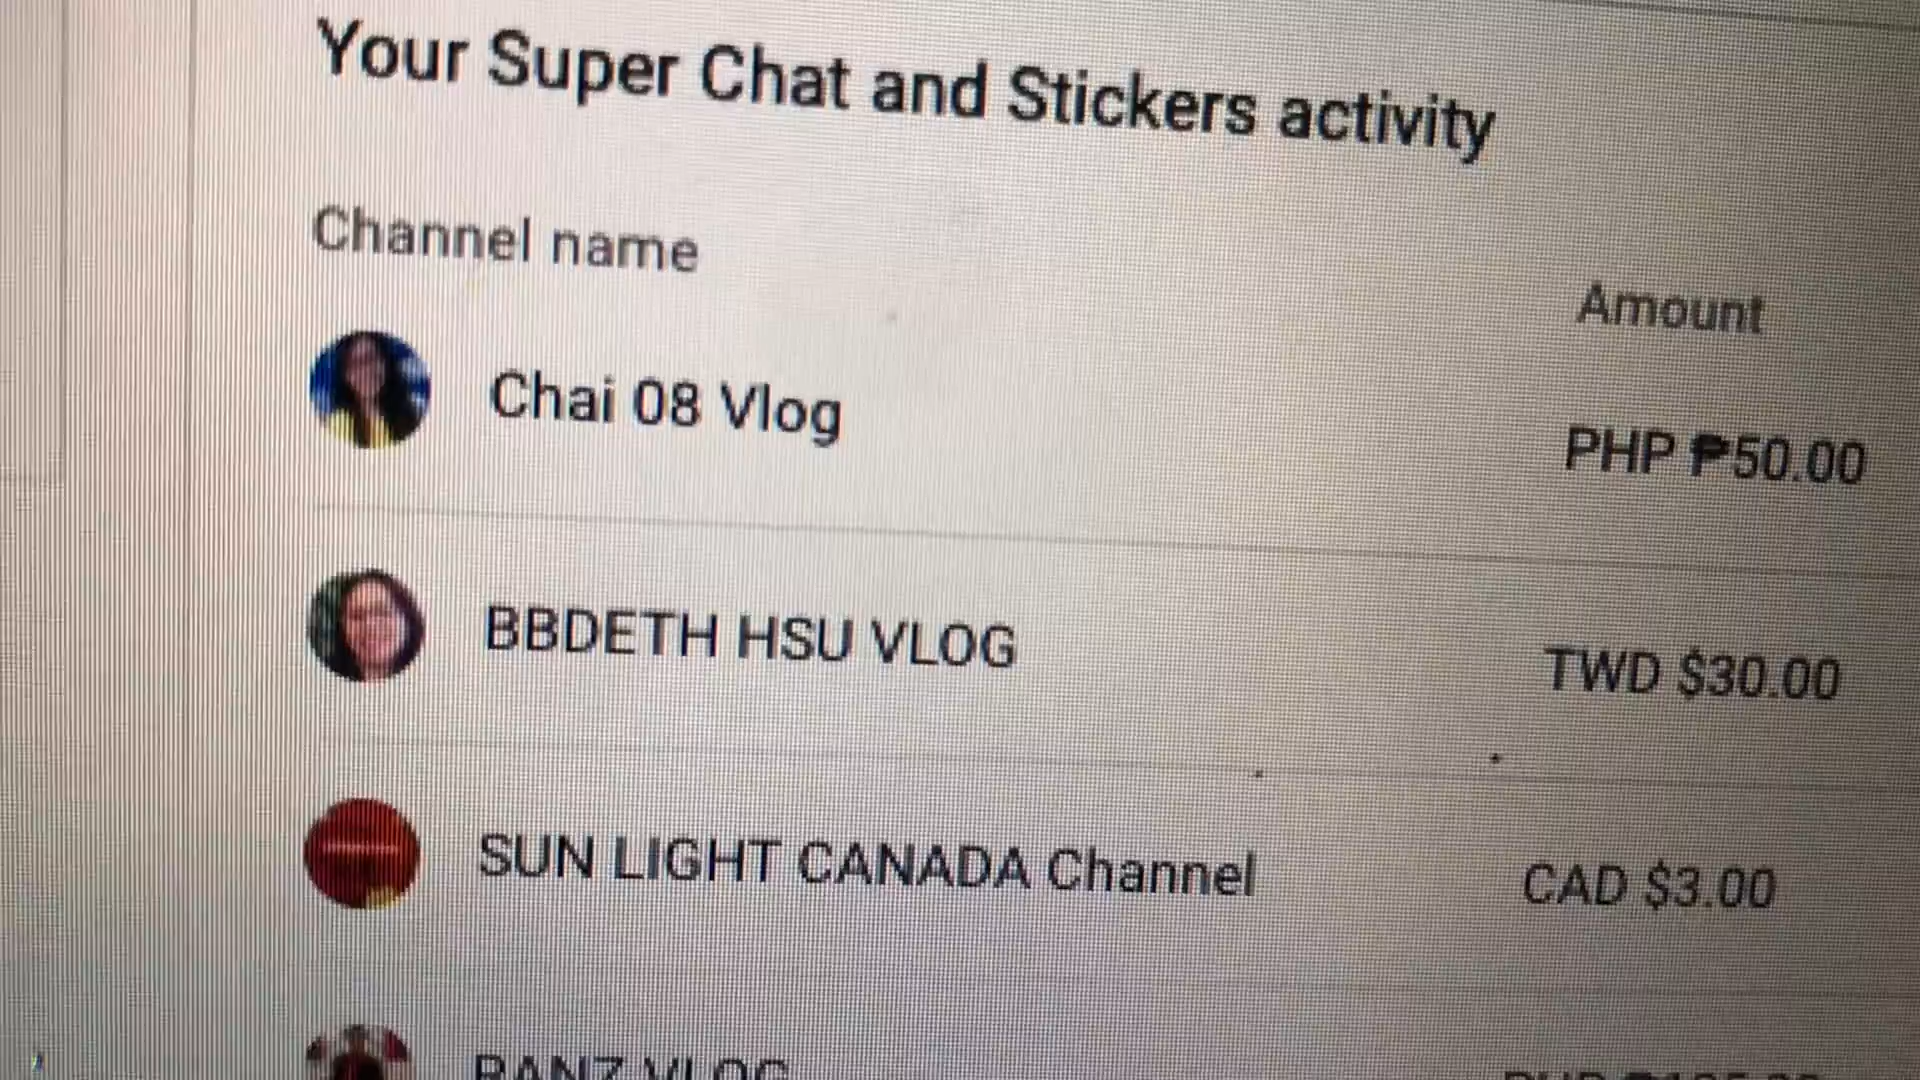 Your Super Chat and Stickers activity
Channel name
Amount
Chai 08 Vlog
PHP ₱50.00
BBDETH HSU VLOG
TWD $30.00
SUN LIGHT CANADA Channel
CAD $3.00
VLOG